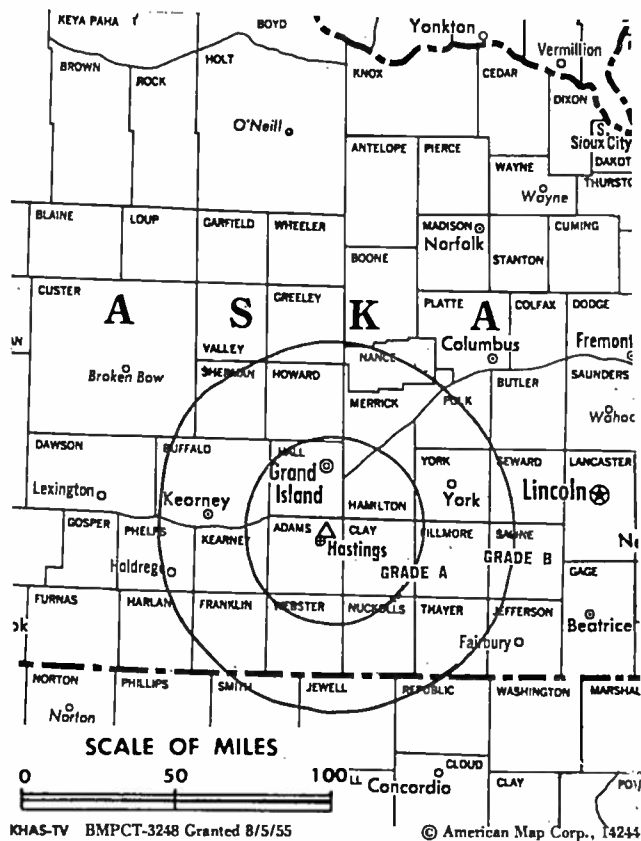 KEYA PAHA
BOYD
Yonkton
BROWN
ROCK
HOLT
KNOX
CEDAR
Vermillion
DIXON
O'Neill
S.
Sioux City
ANTELOPE
PIERCE
WAYNE
DAKOT
THURSTO
Wayne
BLAINE
LOUP
GARFIELD
WHEELER
MADISON
Norfolk
CUMING
BOONE
STANTON
CUSTER
GREELEY
PLATTE
COLFAX
DODGE
A S K A
VALLEY
NANCE
Columbus
Fremont
Broken Bow
SHERMAN
HOWARD
BUTLER
SAUNDERS
MERRICK
POLK
Wahoo
DAWSON
BUFFALO
HALL
YORK
SEWARD
LANCASTER
Grand
Island
Lexington
Kearney
York
Lincoln
HAMILTON
GOSPER
PHELPS
KEARNEY
ADAMS
CLAY
FILLMORE
SALINE
Hastings
GRADE A
GRADE B
Holdreg
GAGE
FURNAS
HARLAN
FRANKLIN
WEBSTER
NUCKOLLS
THAYER
JEFFERSON
Fairbury
Beatrice
NORTON
PHILLIPS
SMITH
JEWELL
REPUBLIC
WASHINGTON
MARSHAL
Norton
SCALE OF MILES
CLOUD
0 50 100
LL
Concordio
CLAY
KHAS-TV BMPCT-3248 Granted 8/5/55
© American Map Corp., 14244